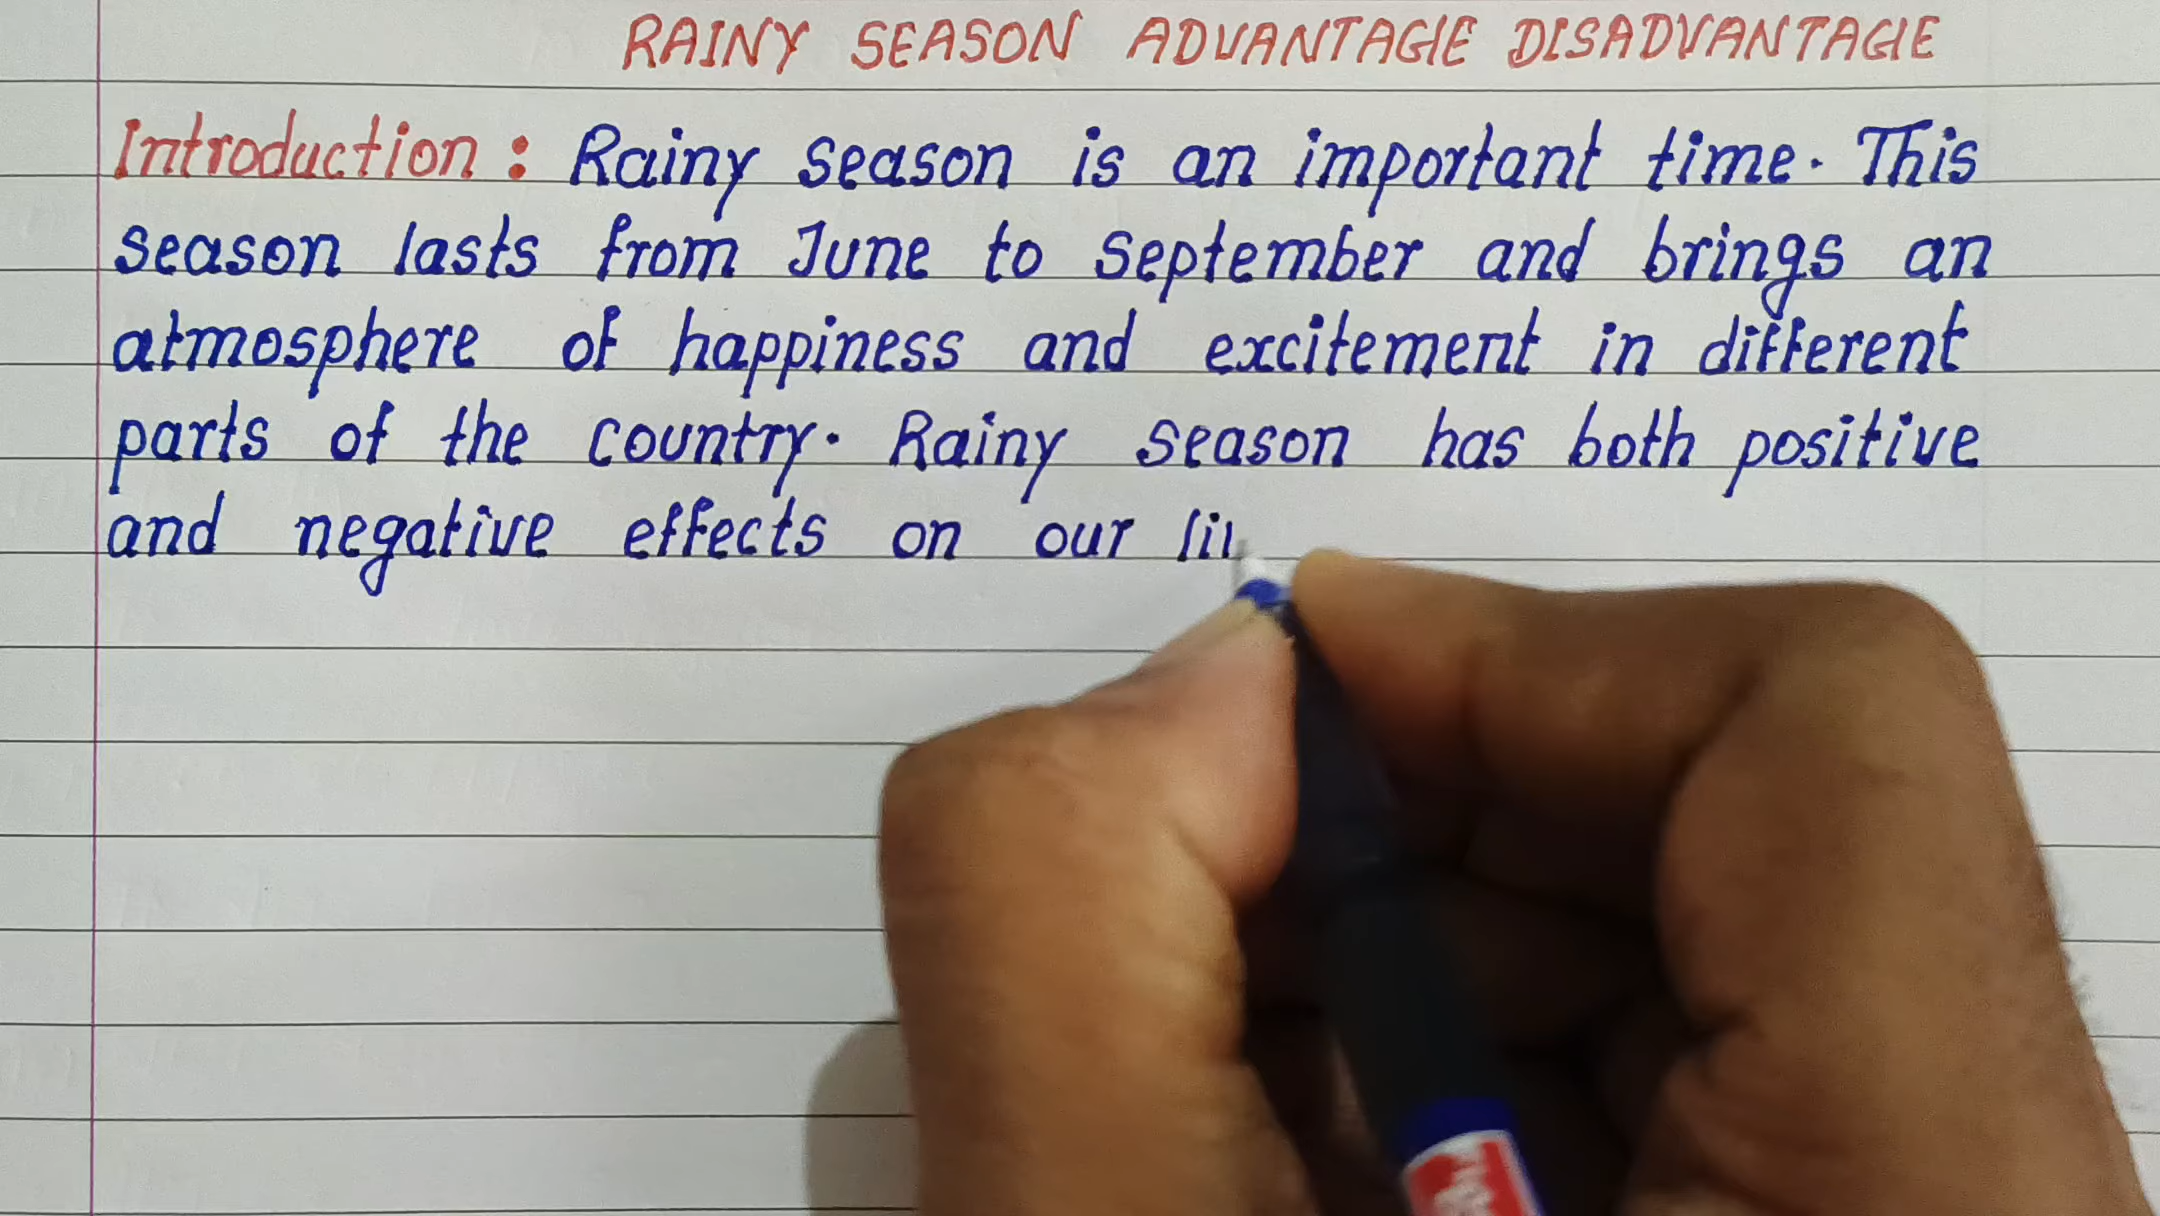 RAINY SEASON ADVANTAGE DISADVANTAGE
Introduction : Rainy season is an important time. This
season lasts from June to September and brings an
atmosphere of happiness and excitement in different
parts of the country. Rainy season has both positive
and negative effects on our